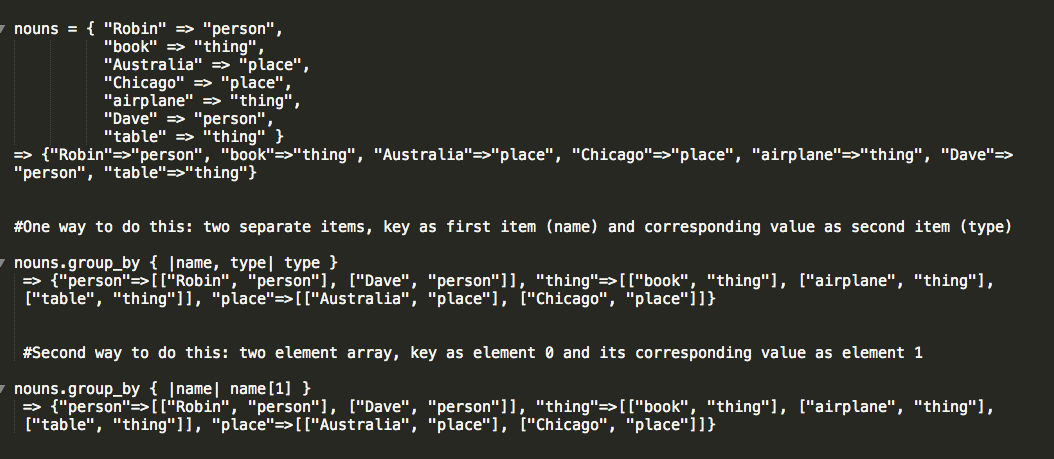 nouns = { "Robin" => "person",
"book" => "thing",
"Australia" => "place",
"Chicago" => "place",
"airplane" => "thing",
"Dave" => "person",
"table" => "thing" }
=> {"Robin"=>"person", "book"=>"thing", "Australia"=>"place", "Chicago"=>"place", "airplane"=>"thing", "Dave"=>
"person", "table"=>"thing"}
#One way to do this: two separate items, key as first item (name) and corresponding value as second item (type)
nouns.group_by { |name, type| type }
=> {"person"=>[["Robin", "person"], ["Dave", "person"]], "thing"=>[["book", "thing"], ["airplane", "thing"],
["table", "thing"]], "place"=>[["Australia", "place"], ["Chicago", "place"]]}
#Second way to do this: two element array, key as element 0 and its corresponding value as element 1
nouns.group_by { |name| name[1] }
=> {"person"=>[["Robin", "person"], ["Dave", "person"]], "thing"=>[["book", "thing"], ["airplane", "thing"],
["table", "thing"]], "place"=>[["Australia", "place"], ["Chicago", "place"]]}